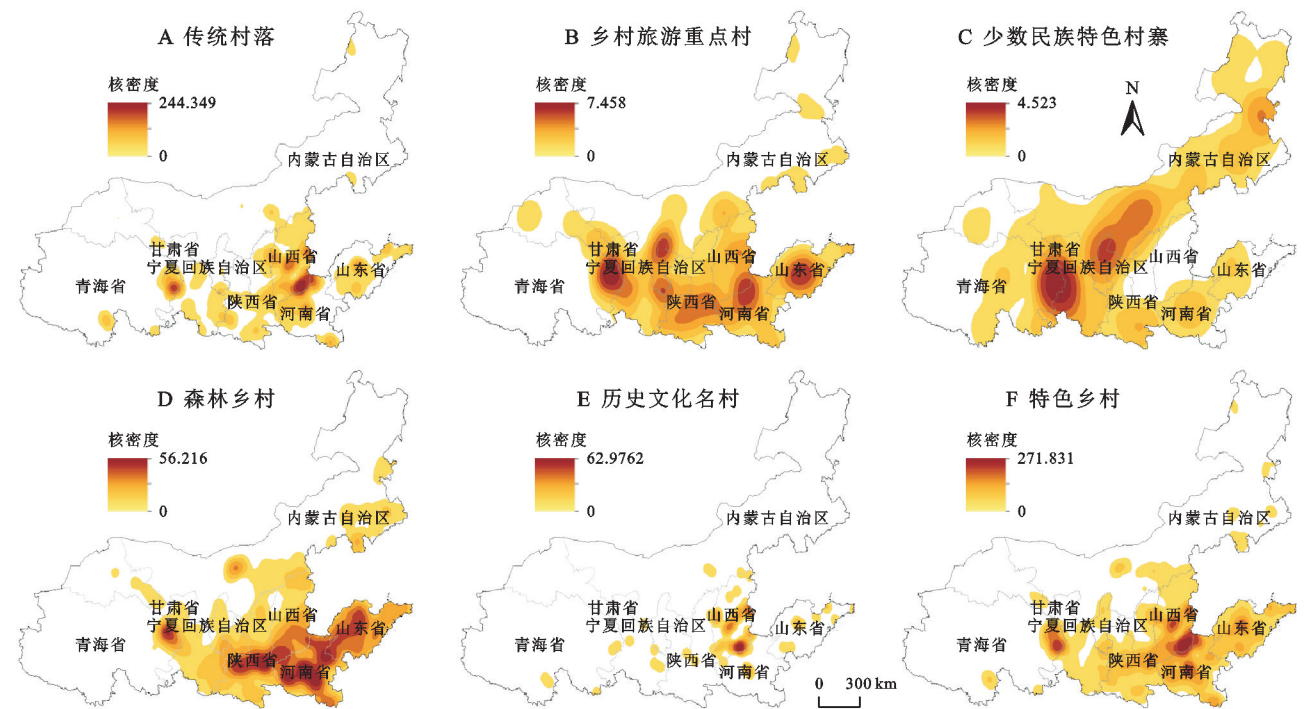 A 传统村落
核密度
244.349
0
内蒙古自治区
甘肃省
宁夏回族自治区
山西省
山东省
青海省
陕西省
河南省
B 乡村旅游重点村
核密度
7.458
0
内蒙古自治区
甘肃省
宁夏回族自治区
山西省
山东省
青海省
陕西省
河南省
C 少数民族特色村寨
核密度
4.523
0
N
内蒙古自治区
甘肃省
宁夏回族自治区
山西省
山东省
青海省
陕西省
河南省
D 森林乡村
核密度
56.216
0
内蒙古自治区
甘肃省
宁夏回族自治区
山西省
山东省
青海省
陕西省
河南省
E 历史文化名村
核密度
62.9762
0
内蒙古自治区
甘肃省
宁夏回族自治区
山西省
山东省
青海省
陕西省
河南省
0 300 km
F 特色乡村
核密度
271.831
0
内蒙古自治区
甘肃省
宁夏回族自治区
山西省
山东省
青海省
陕西省
河南省